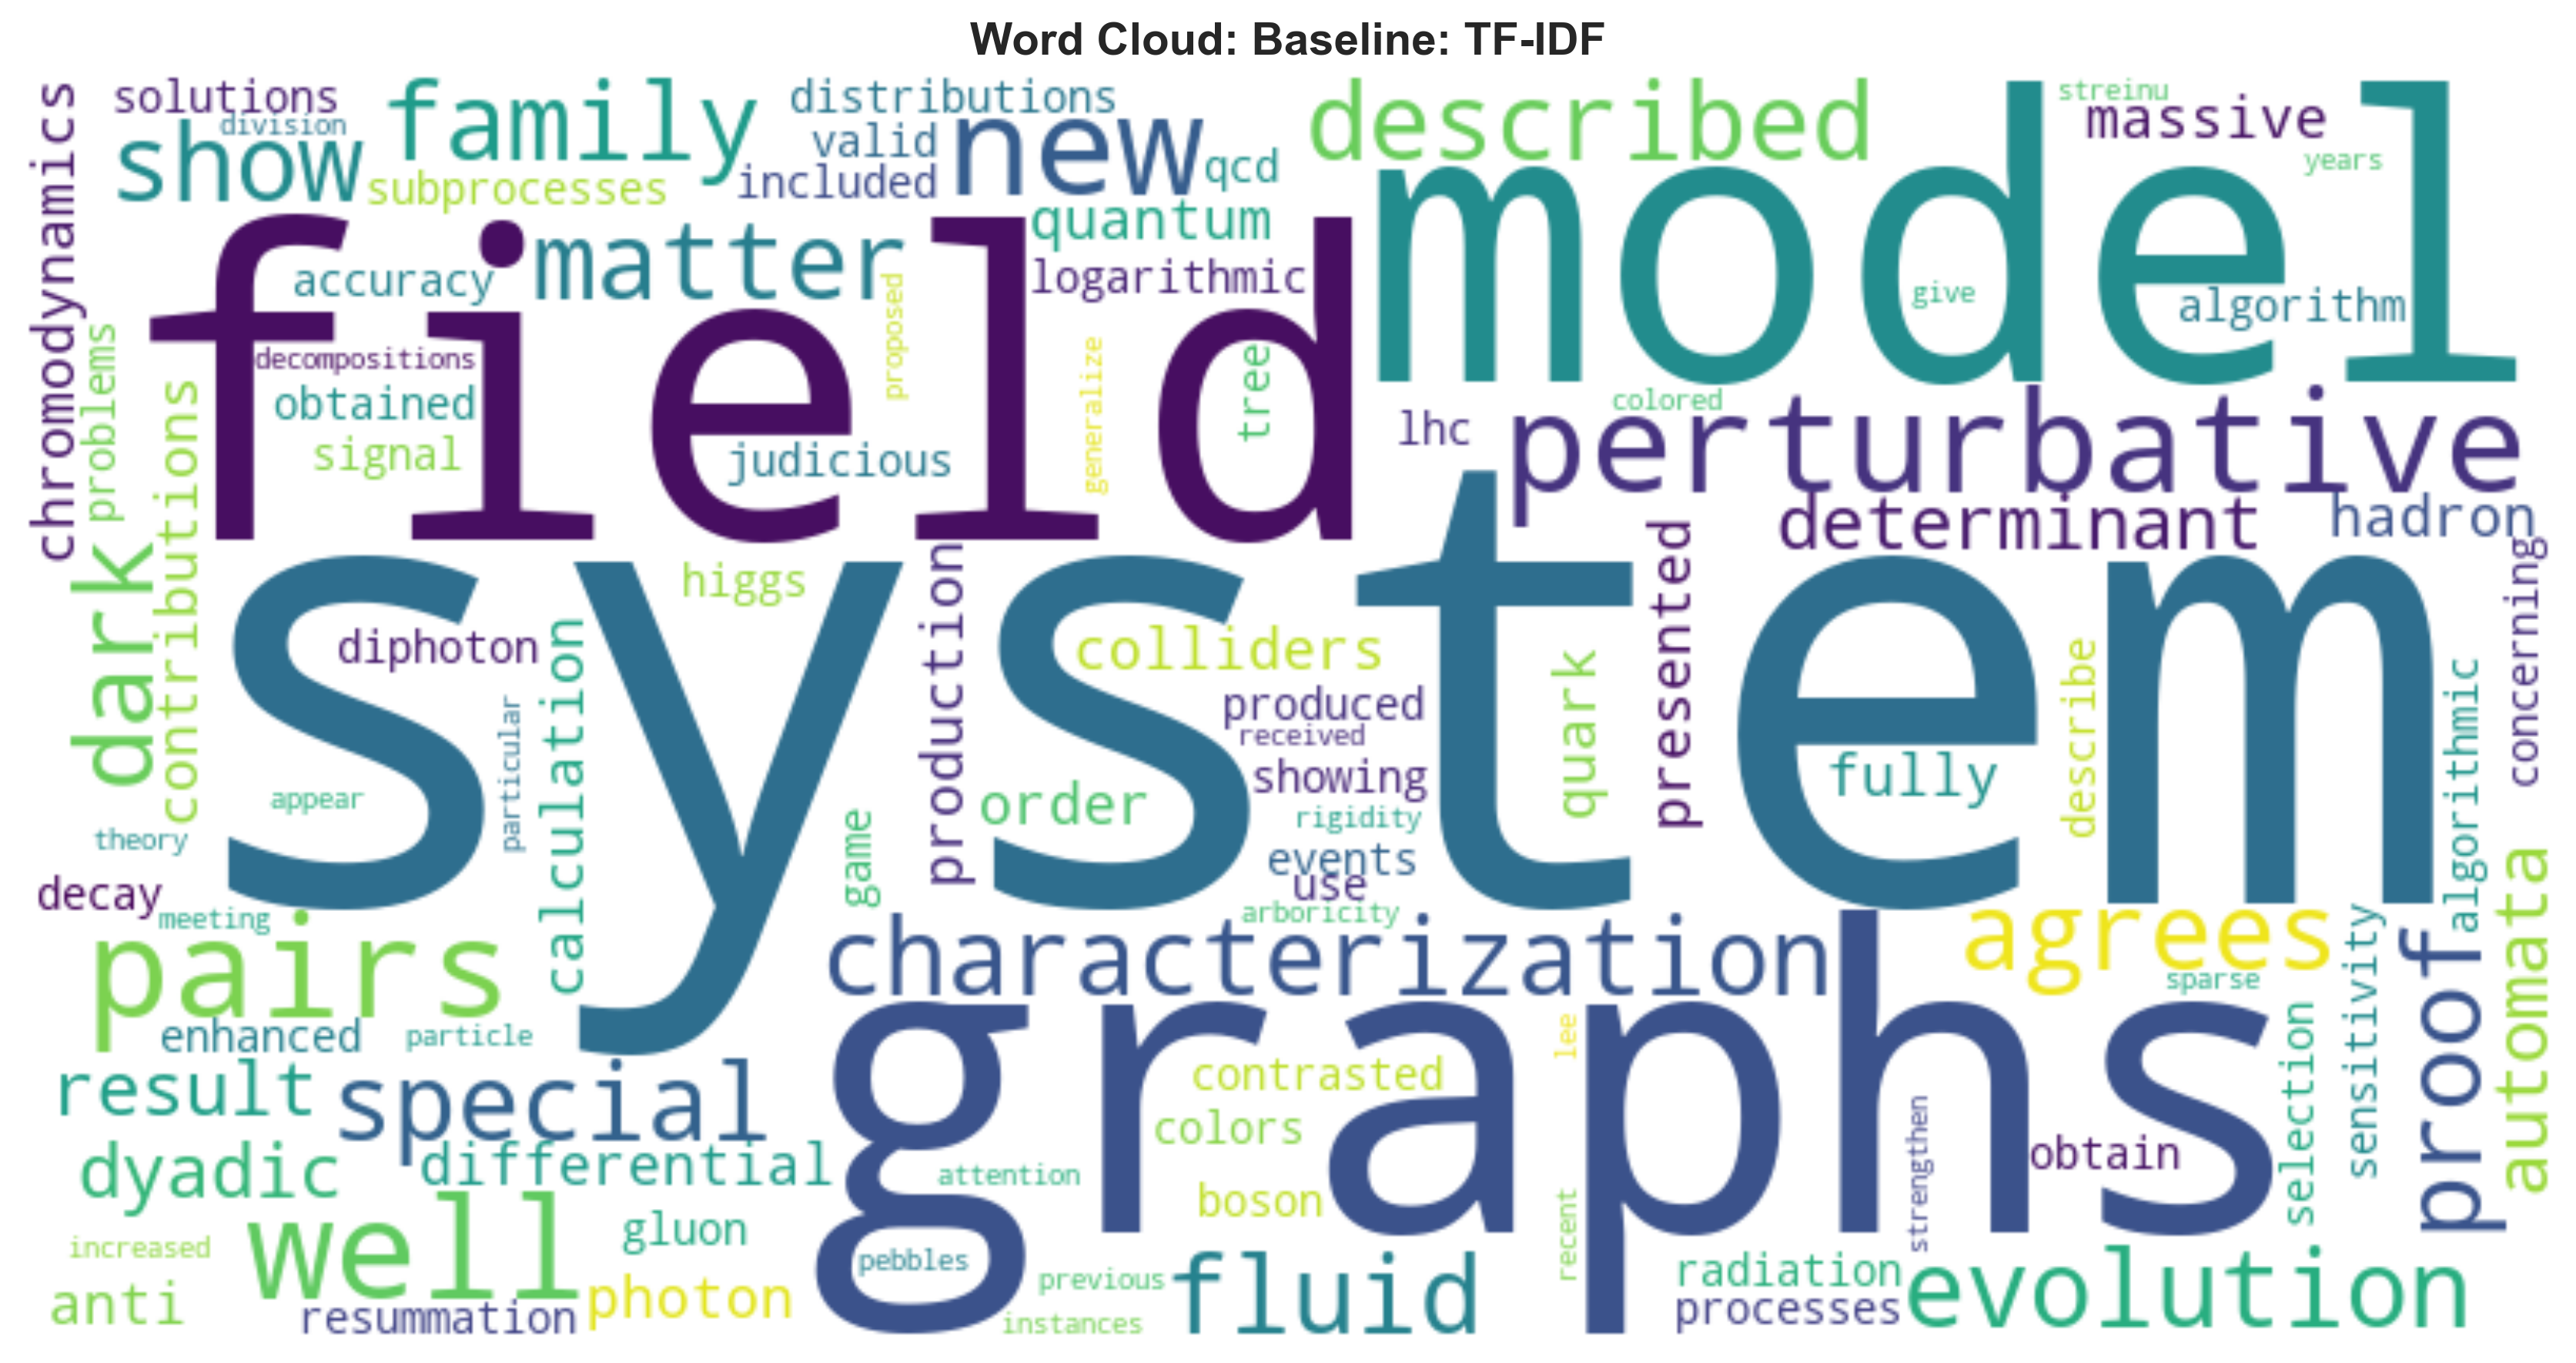 Word Cloud: Baseline: TF-IDF
chromodynamics
solutions
division
show
family
subprocesses
distributions
valid
included
new
qcd
quantum
logarithmic
described
model
streinu
massive
years
give
algorithm
field
matter
accuracy
proposed
decompositions
obtained
signal
judicious
generalize
tree
problems
contributions
colored
lhc
perturbative
determinant
hadron
concerning
presented
system
dark
higgs
diphoton
production
colliders
produced
received
showing
order
rigidity
events
use
arboricity
quark
fully
describe
algorithmic
particular
calculation
appear
theory
game
decay
meeting
pairs
characterization
agrees
sparse
sensitivity
proof
automata
enhanced
particle
result
special
graphs
lee
contrasted
colors
boson
strengthen
obtain
selection
dyadic
differential
attention
well
gluon
increased
anti
resummation
photon
pebbles
previous
instances
fluid
recent
radiation
processes
evolution